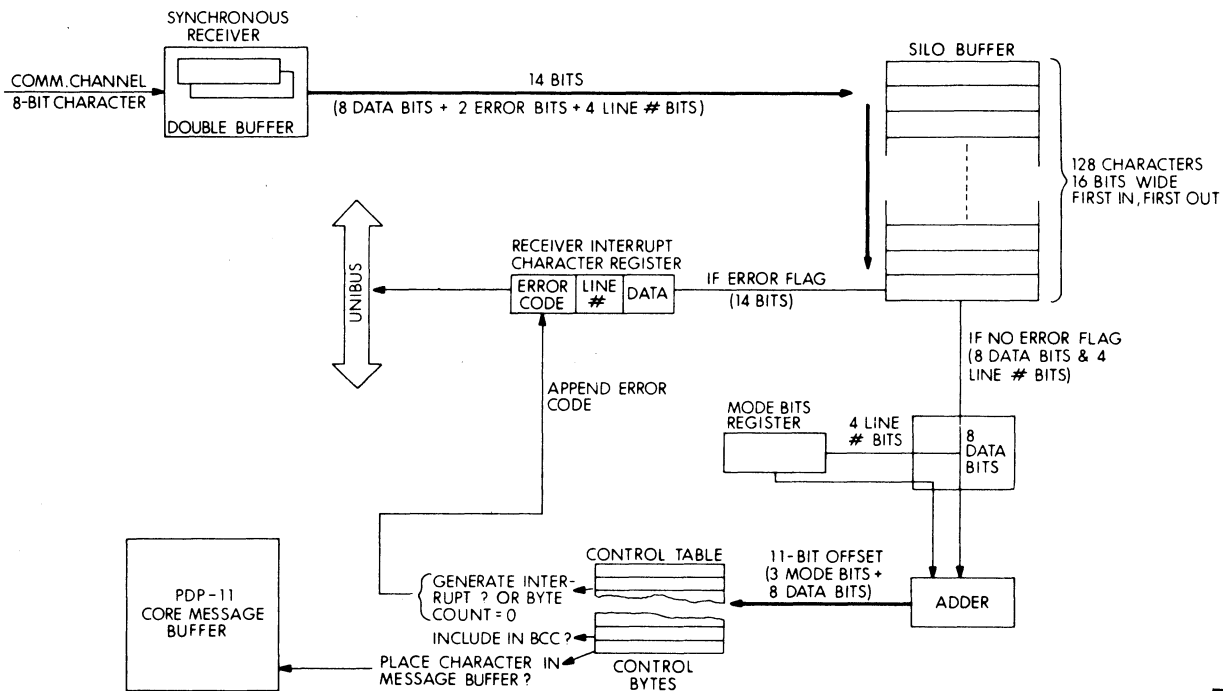 SYNCHRONOUS
RECEIVER
COMM. CHANNEL
8-BIT CHARACTER
DOUBLE BUFFER
14 BITS
(8 DATA BITS + 2 ERROR BITS + 4 LINE # BITS)
SILO BUFFER
128 CHARACTERS
16 BITS WIDE
FIRST IN, FIRST OUT
UNIBUS
RECEIVER INTERRUPT
CHARACTER REGISTER
ERROR
CODE
LINE
#
DATA
IF ERROR FLAG
(14 BITS)
IF NO ERROR FLAG
(8 DATA BITS & 4
LINE # BITS)
APPEND ERROR
CODE
MODE BITS
REGISTER
4 LINE
# BITS
8
DATA
BITS
PDP-11
CORE MESSAGE
BUFFER
GENERATE INTER-
RUPT ? OR BYTE
COUNT = 0
INCLUDE IN BCC ?
PLACE CHARACTER IN
MESSAGE BUFFER ?
CONTROL TABLE
CONTROL
BYTES
11-BIT OFFSET
(3 MODE BITS +
8 DATA BITS)
ADDER